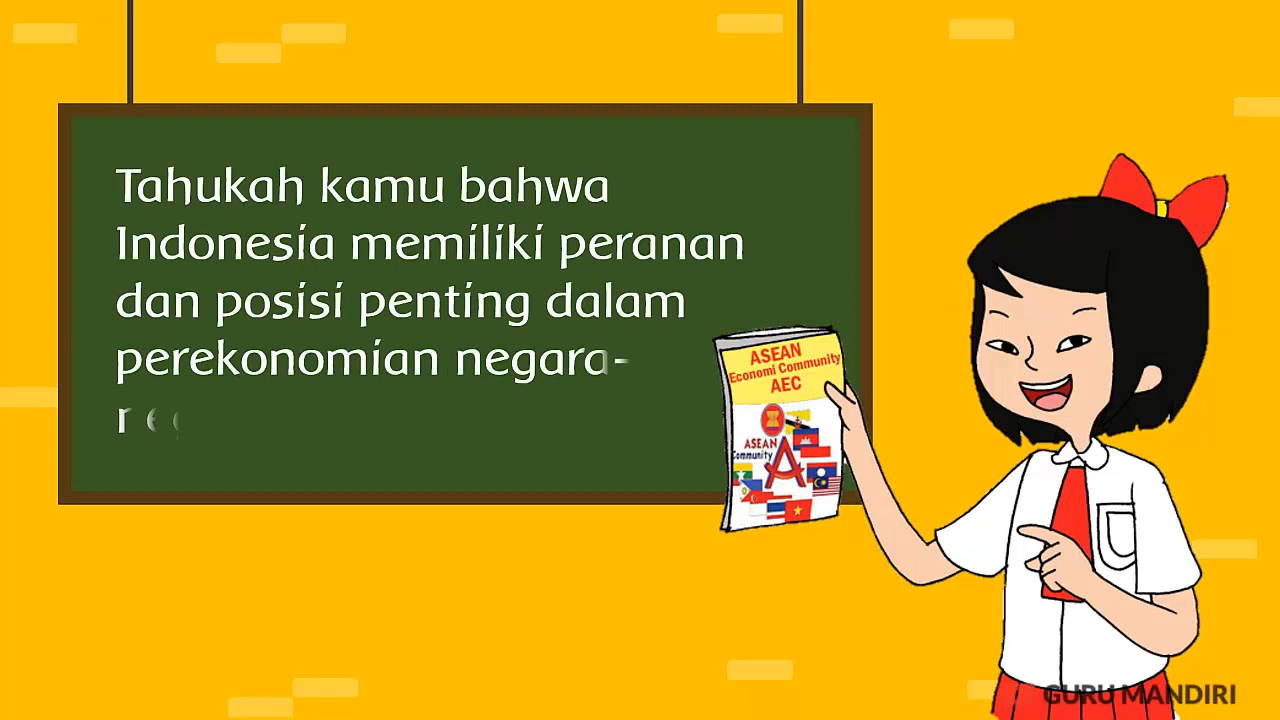 Tahukah kamu bahwa
Indonesia memiliki peranan
dan posisi penting dalam
perekonomian negara-
ASEAN
Economi Community
AEC
ASEAN
Community
GURU MANDIRI